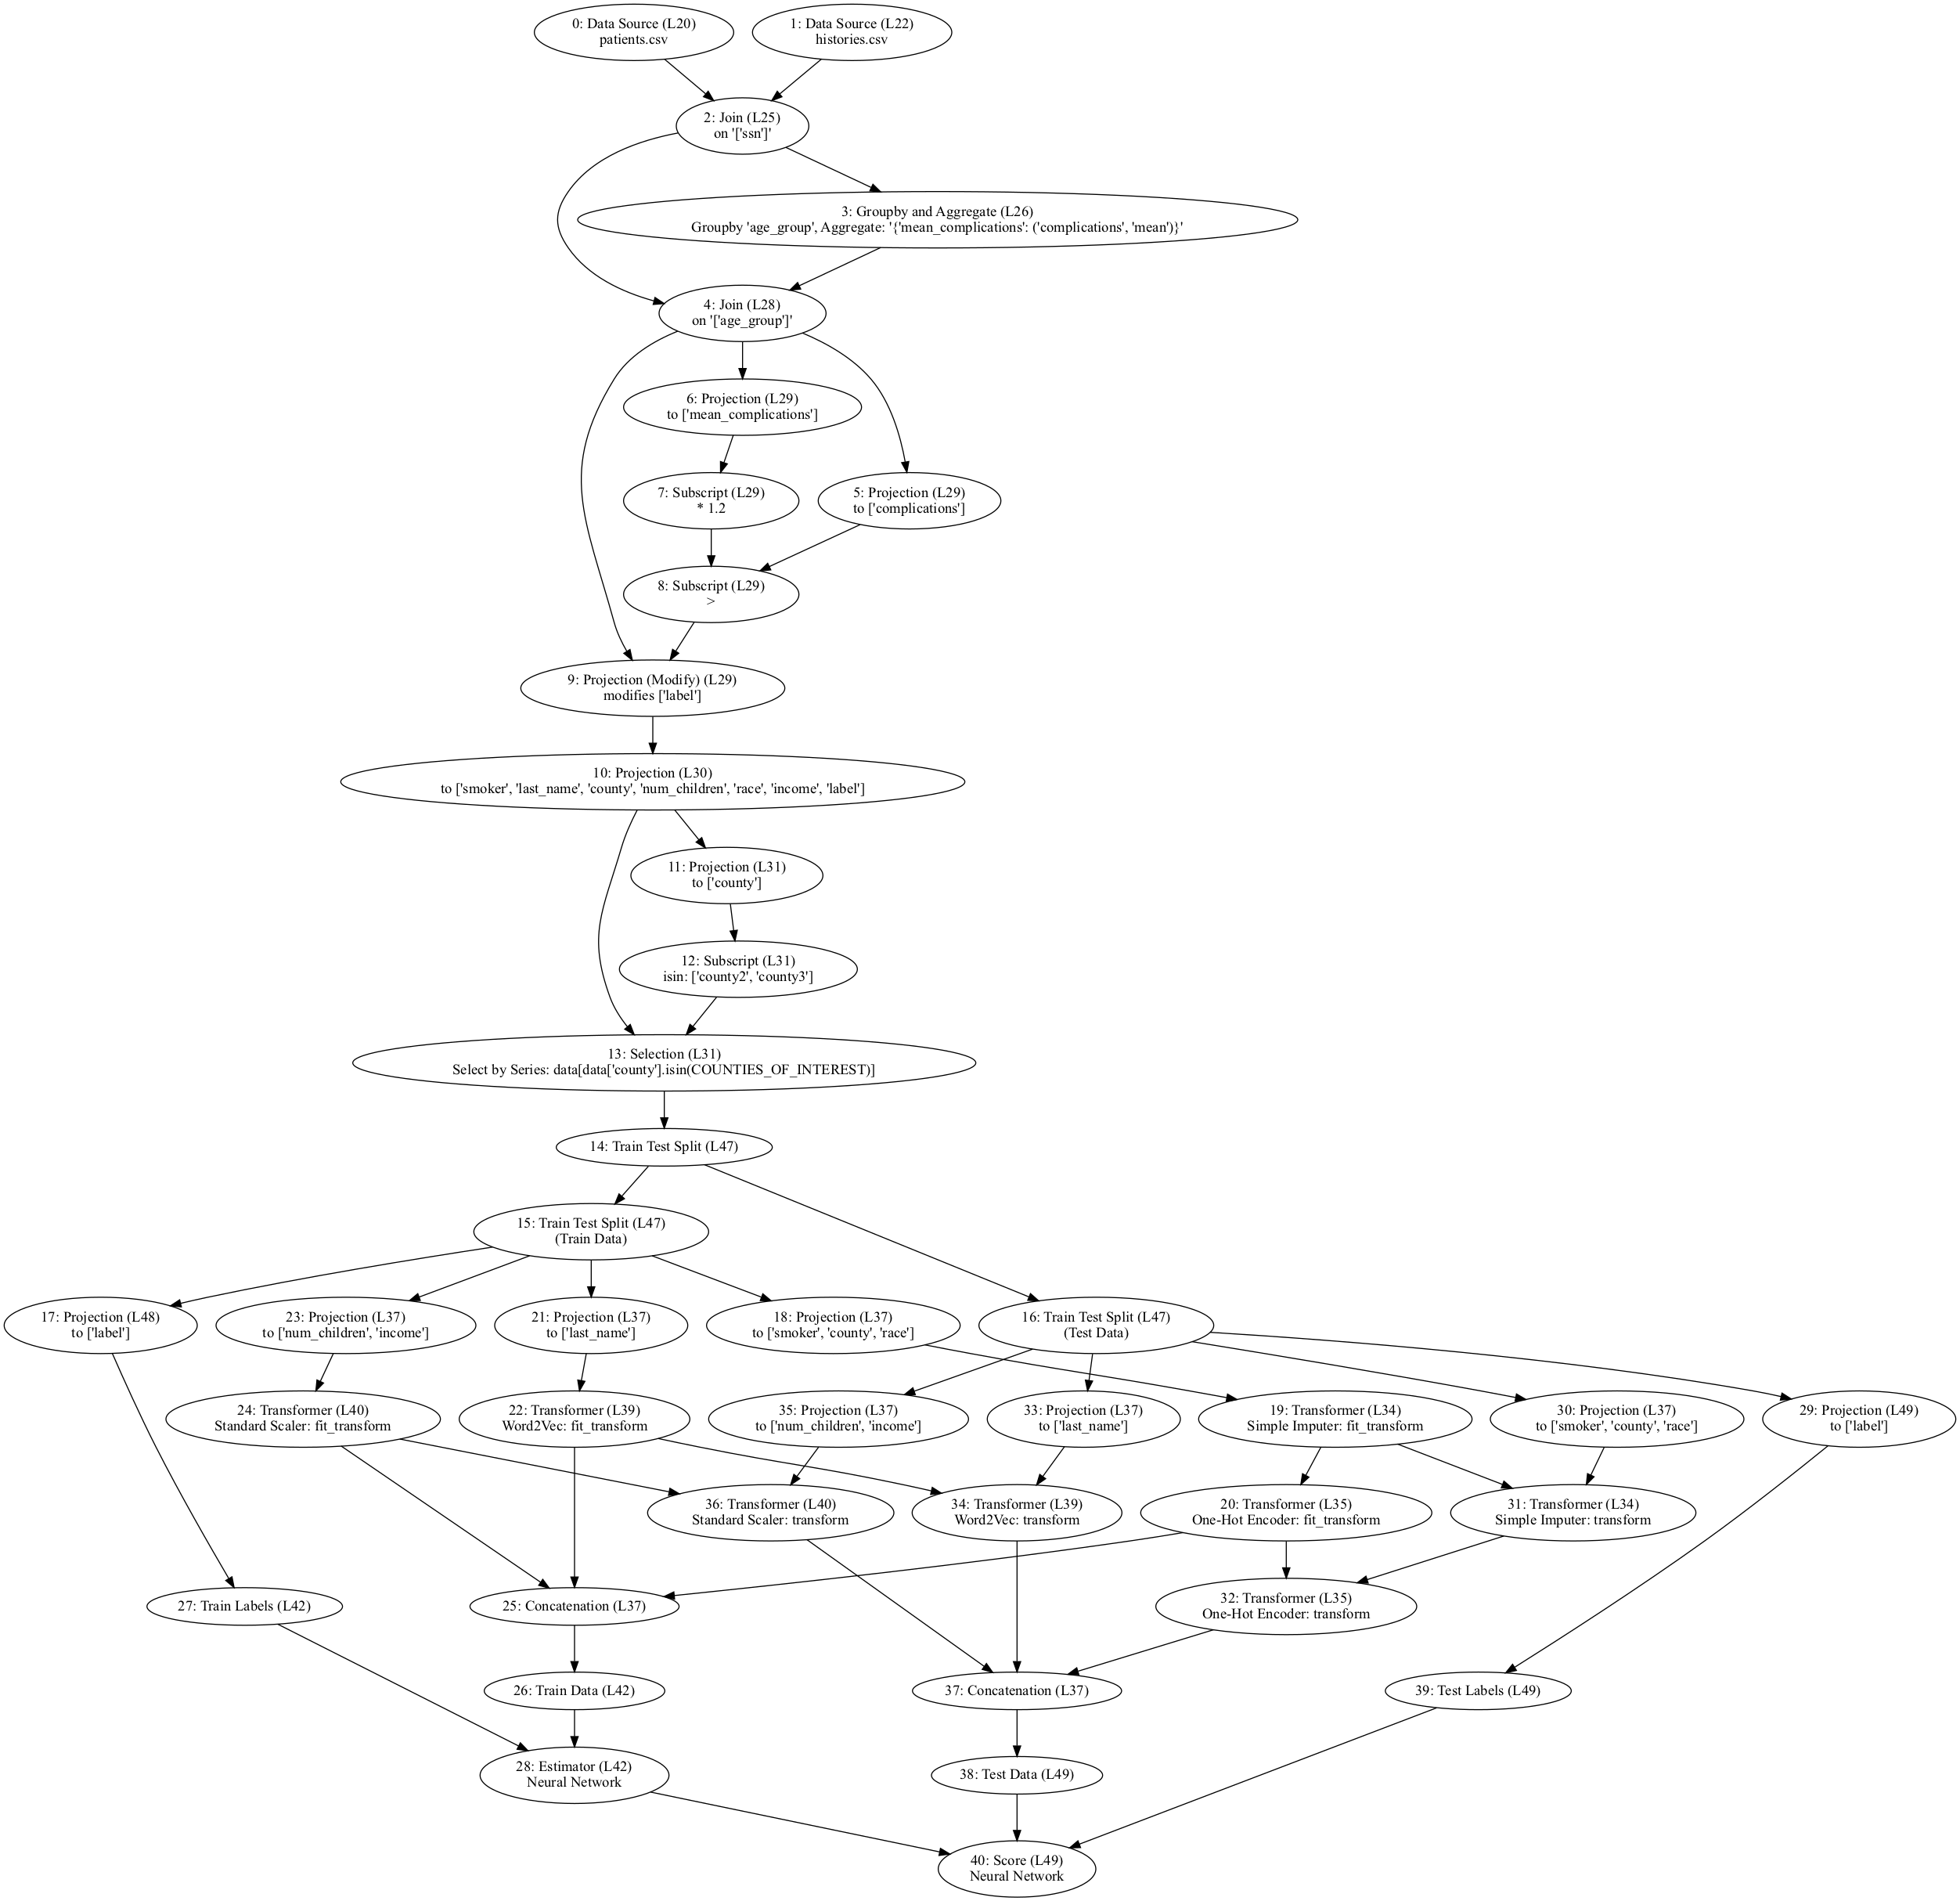 0: Data Source (L20)
patients.csv
1: Data Source (L22)
histories.csv
2: Join (L25)
on '['ssn']'
3: Groupby and Aggregate (L26)
Groupby 'age_group', Aggregate: '{'mean_complications': ('complications', 'mean')}'
4: Join (L28)
on '['age_group']'
6: Projection (L29)
to ['mean_complications']
7: Subscript (L29)
* 1.2
5: Projection (L29)
to ['complications']
8: Subscript (L29)
>
9: Projection (Modify) (L29)
modifies ['label']
10: Projection (L30)
to ['smoker', 'last_name', 'county', 'num_children', 'race', 'income', 'label']
11: Projection (L31)
to ['county']
12: Subscript (L31)
isin: ['county2', 'county3']
13: Selection (L31)
Select by Series: data[data['county'].isin(COUNTIES_OF_INTEREST)]
14: Train Test Split (L47)
15: Train Test Split (L47)
(Train Data)
17: Projection (L48)
to ['label']
23: Projection (L37)
to ['num_children', 'income']
21: Projection (L37)
to ['last_name']
18: Projection (L37)
to ['smoker', 'county', 'race']
16: Train Test Split (L47)
(Test Data)
24: Transformer (L40)
Standard Scaler: fit_transform
22: Transformer (L39)
Word2Vec: fit_transform
35: Projection (L37)
to ['num_children', 'income']
33: Projection (L37)
to ['last_name']
19: Transformer (L34)
Simple Imputer: fit_transform
30: Projection (L37)
to ['smoker', 'county', 'race']
29: Projection (L49)
to ['label']
36: Transformer (L40)
Standard Scaler: transform
34: Transformer (L39)
Word2Vec: transform
20: Transformer (L35)
One-Hot Encoder: fit_transform
31: Transformer (L34)
Simple Imputer: transform
27: Train Labels (L42)
25: Concatenation (L37)
32: Transformer (L35)
One-Hot Encoder: transform
26: Train Data (L42)
37: Concatenation (L37)
39: Test Labels (L49)
28: Estimator (L42)
Neural Network
38: Test Data (L49)
40: Score (L49)
Neural Network